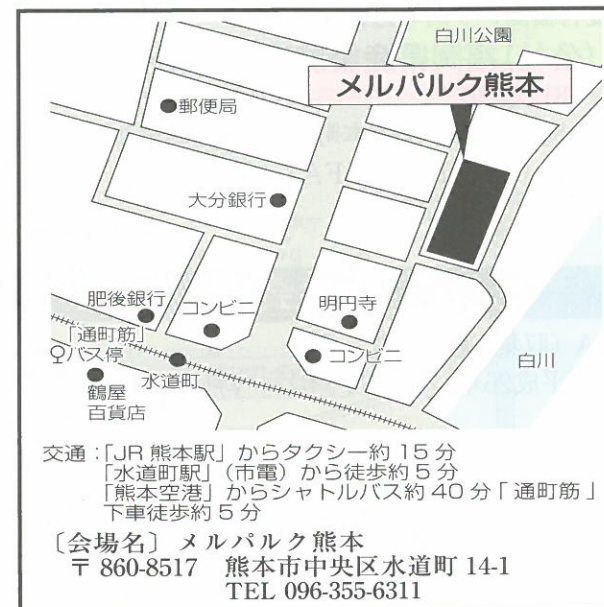 白川公園
メルパルク熊本
●郵便局
大分銀行●
肥後銀行
コンビニ
明円寺
「通町筋」
バス停
水道町
コンビニ
白川
鶴屋
百貨店
交通：「JR 熊本駅」からタクシー約 15 分
「水道町駅」（市電）から徒歩約 5 分
「熊本空港」からシャトルバス約 40 分「通町筋」
下車徒歩約 5 分
〔会場名〕メルパルク熊本
〒 860-8517　熊本市中央区水道町 14-1
TEL 096-355-6311